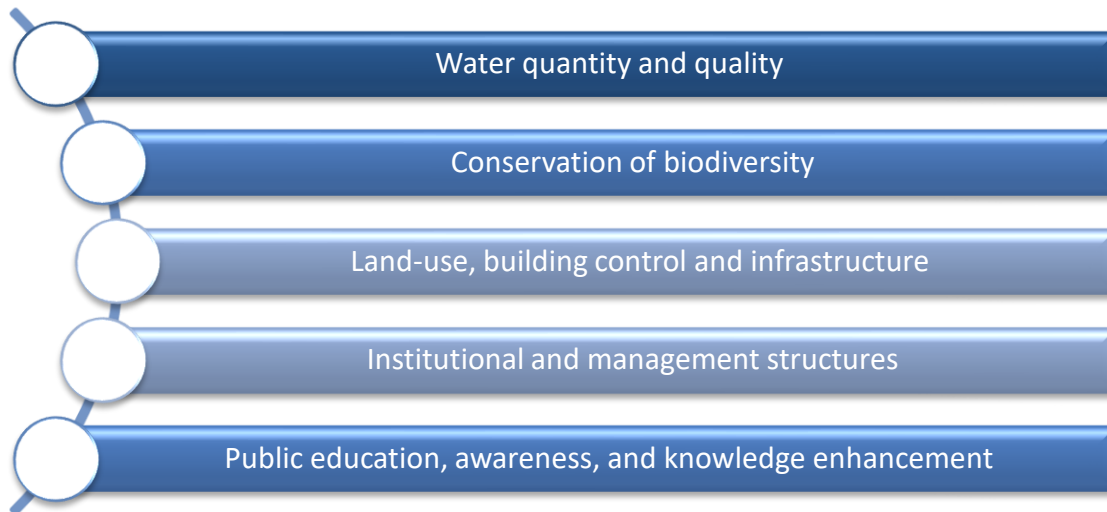 Water quantity and quality
Conservation of biodiversity
Land-use, building control and infrastructure
Institutional and management structures
Public education, awareness, and knowledge enhancement